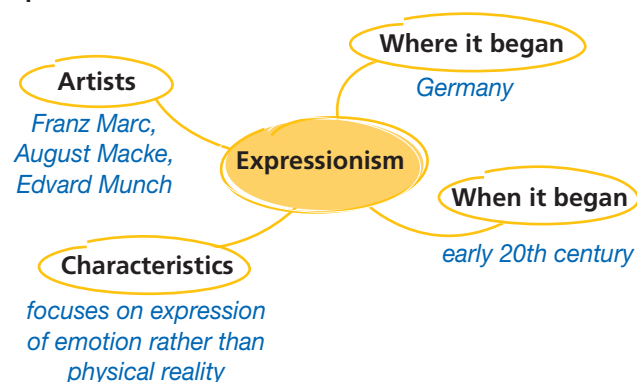 Where it began
Germany
Artists
Franz Marc,
August Macke,
Edvard Munch
Expressionism
When it began
early 20th century
Characteristics
focuses on expression
of emotion rather than
physical reality